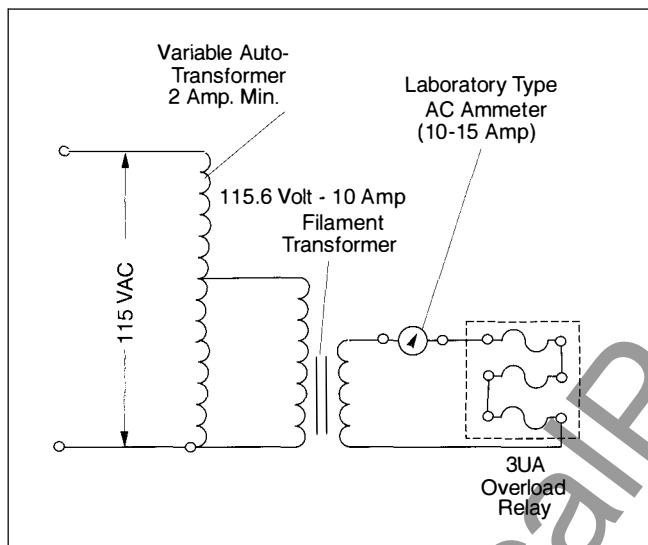 Variable Auto-
Transformer
2 Amp. Min.
Laboratory Type
AC Ammeter
(10-15 Amp)
115.6 Volt - 10 Amp
Filament
Transformer
115 VAC
3UA
Overload
Relay